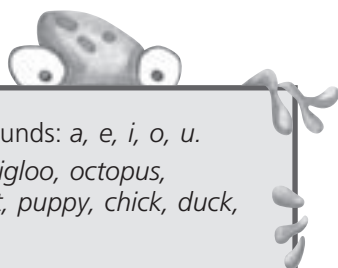 unds: a, e, i, o, u.
igloo, octopus,
, puppy, chick, duck,